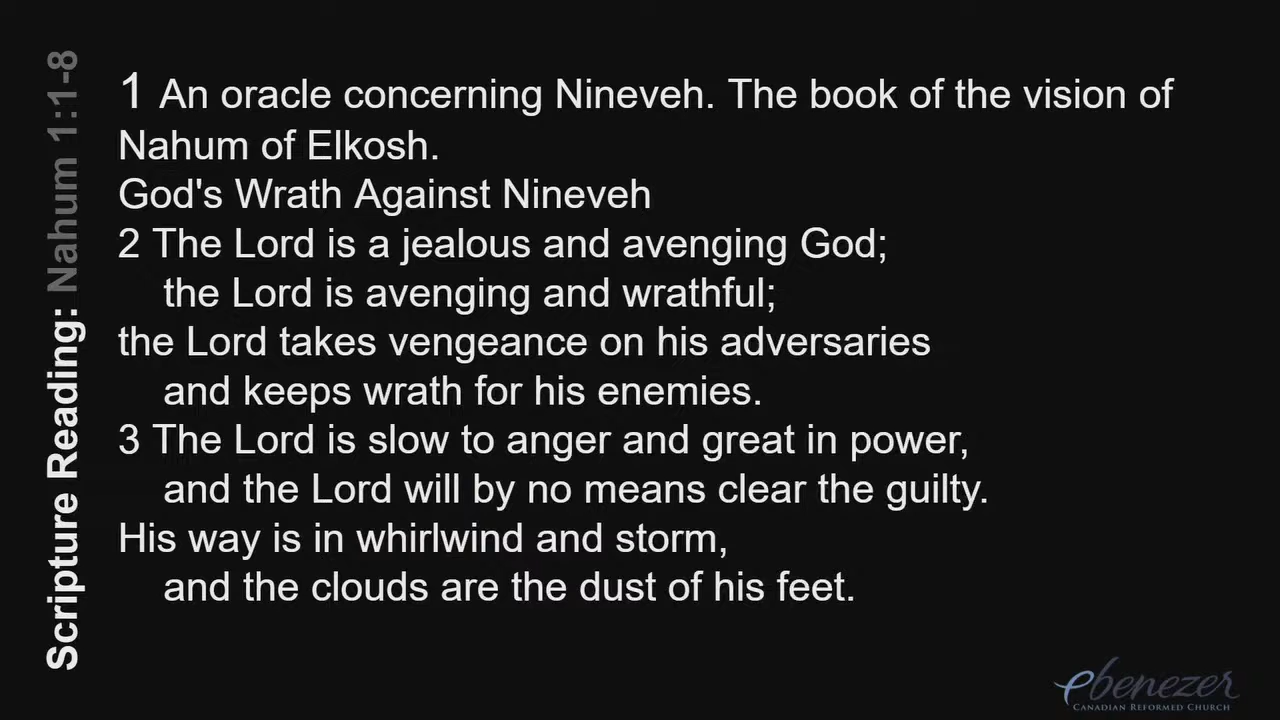 Scripture Reading: Nahum 1:1-8
1 An oracle concerning Nineveh. The book of the vision of
Nahum of Elkosh.
God's Wrath Against Nineveh
2 The Lord is a jealous and avenging God;
the Lord is avenging and wrathful;
the Lord takes vengeance on his adversaries
and keeps wrath for his enemies.
3 The Lord is slow to anger and great in power,
and the Lord will by no means clear the guilty.
His way is in whirlwind and storm,
and the clouds are the dust of his feet.
ebenezer
Canadian Reformed Church